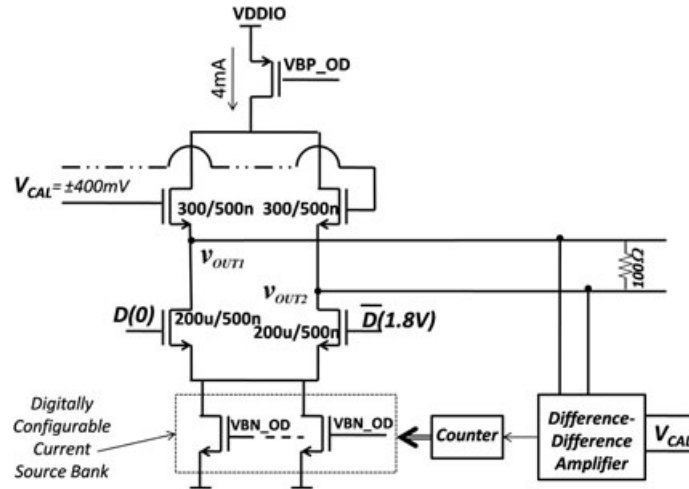 VDDIO
VBP_OD
4mA
V_CAL = ±400mV
300/500n 300/500n
v_OUT1
100Ω
v_OUT2
D(0)
D̅(1.8V)
200u/500n
200u/500n
Digitally
Configurable
Current
Source Bank
VBN_OD
VBN_OD
Counter
Difference-
Difference
Amplifier
V_CAL